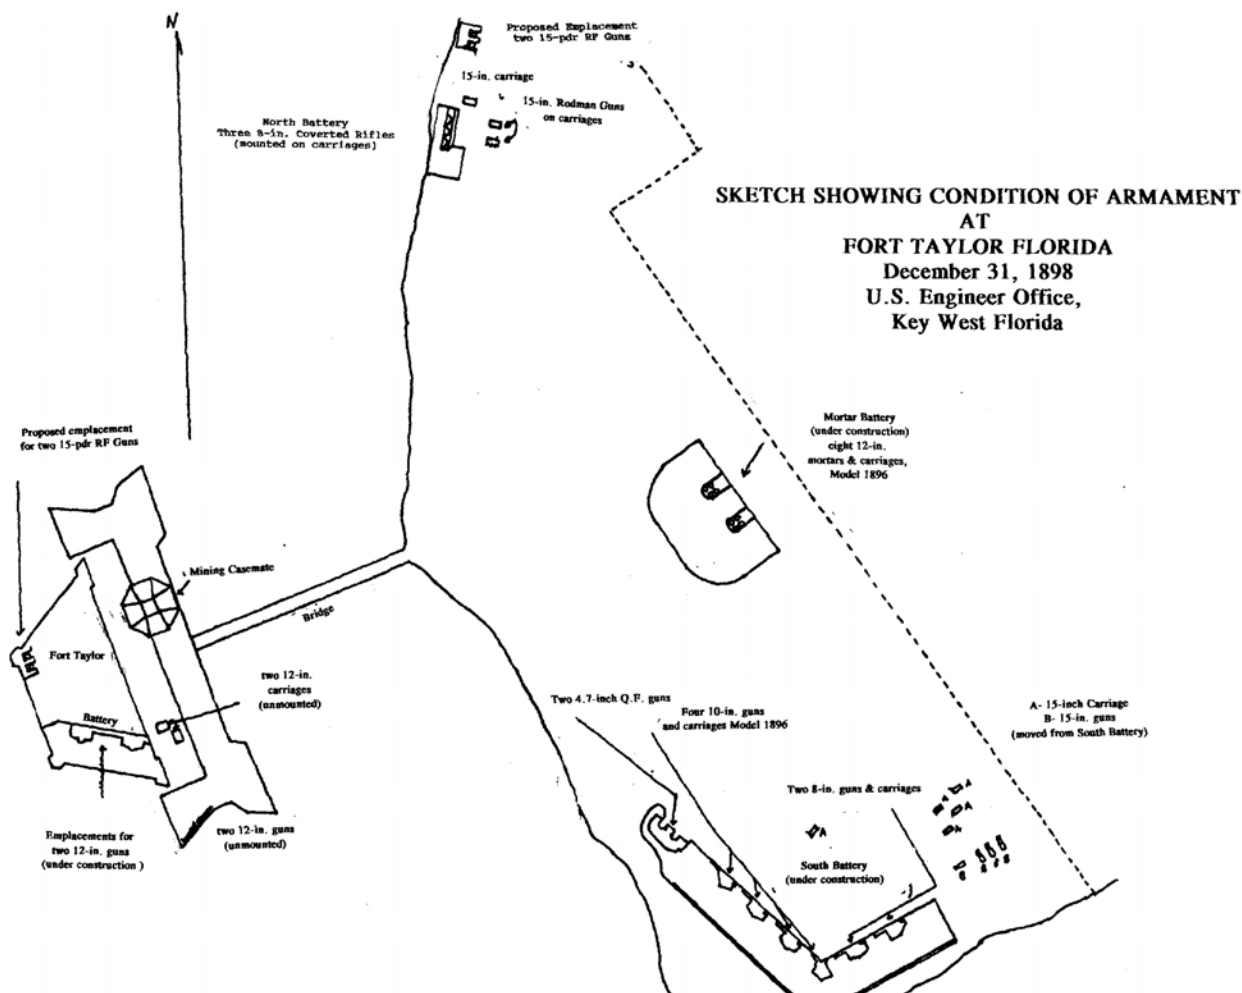 N
Proposed Emplacement
two 15-pdr RF Guns
15-in. carriage
15-in. Rodman Guns
on carriages
North Battery
Three 8-in. Coverted Rifles
(mounted on carriages)
SKETCH SHOWING CONDITION OF ARMAMENT
AT
FORT TAYLOR FLORIDA
December 31, 1898
U.S. Engineer Office,
Key West Florida
Mortar Battery
(under construction)
eight 12-in.
mortars & carriages,
Model 1896
Proposed emplacement
for two 15-pdr RF Guns
Mining Casemate
Bridge
Fort Taylor
two 12-in.
carriages
(unmounted)
Battery
Emplacements for
two 12-in. guns
(under construction )
two 12-in. guns
(unmounted)
Two 4.7-inch Q.F. guns
Four 10-in. guns
and carriages Model 1896
A- 15-inch Carriage
B- 15-in. guns
(moved from South Battery)
Two 8-in. guns & carriages
South Battery
(under construction)
A
A
A
A
A